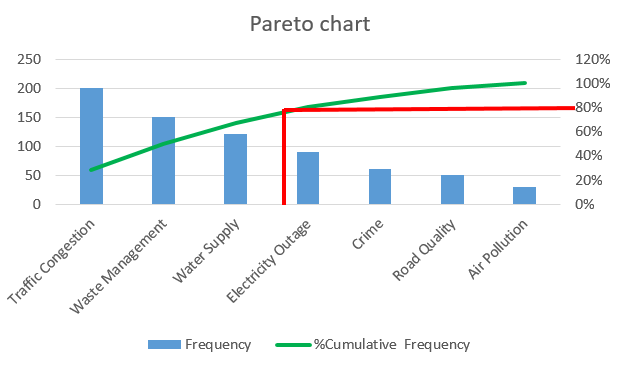 Pareto chart
250
200
150
100
50
0
120%
100%
80%
60%
40%
20%
0%
Traffic Congestion
Waste Management
Water Supply
Electricity Outage
Crime
Road Quality
Air Pollution
Frequency
%Cumulative Frequency